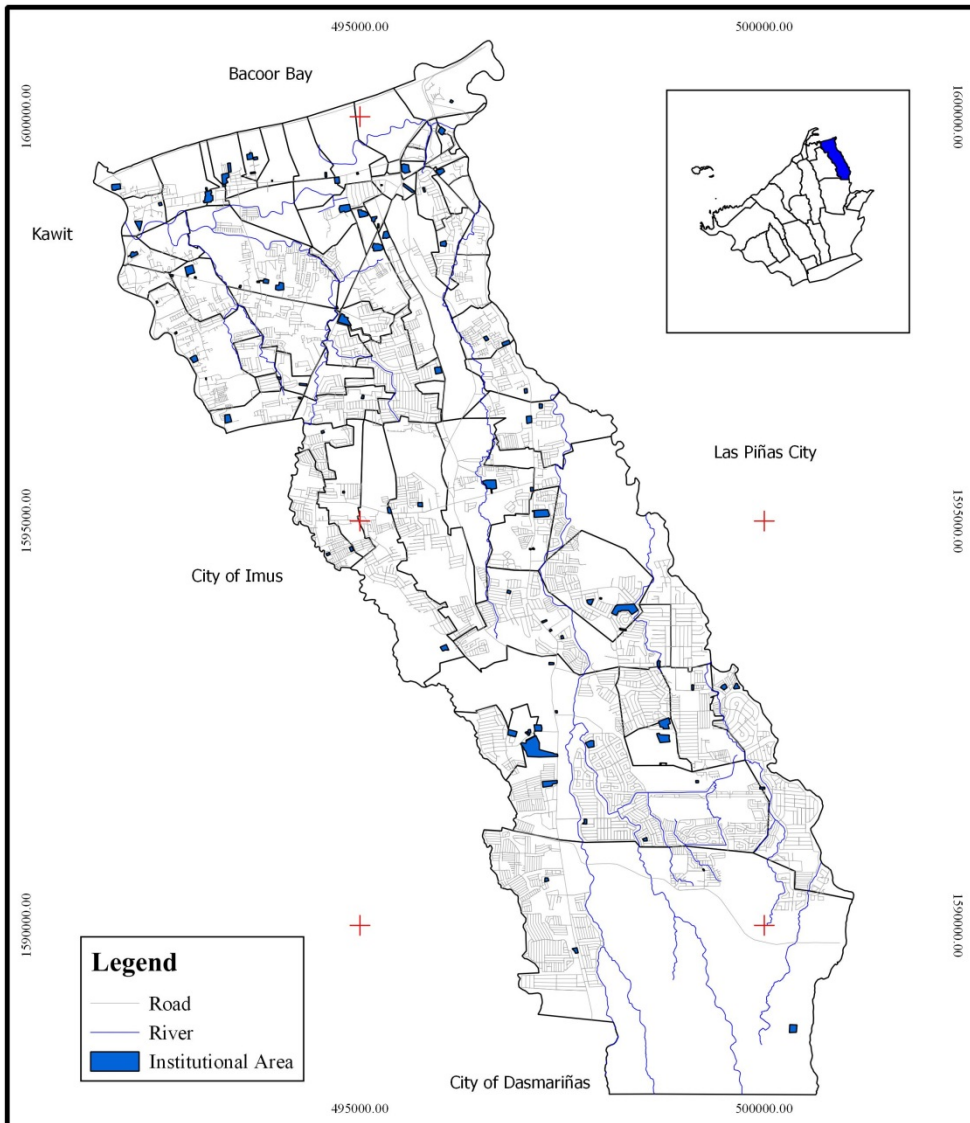 495000.00
500000.00
Bacoor Bay
1600000.00
1600000.00
Kawit
Las Piñas City
1595000.00
1595000.00
City of Imus
1590000.00
1590000.00
Legend
Road
River
Institutional Area
City of Dasmariñas
495000.00
500000.00